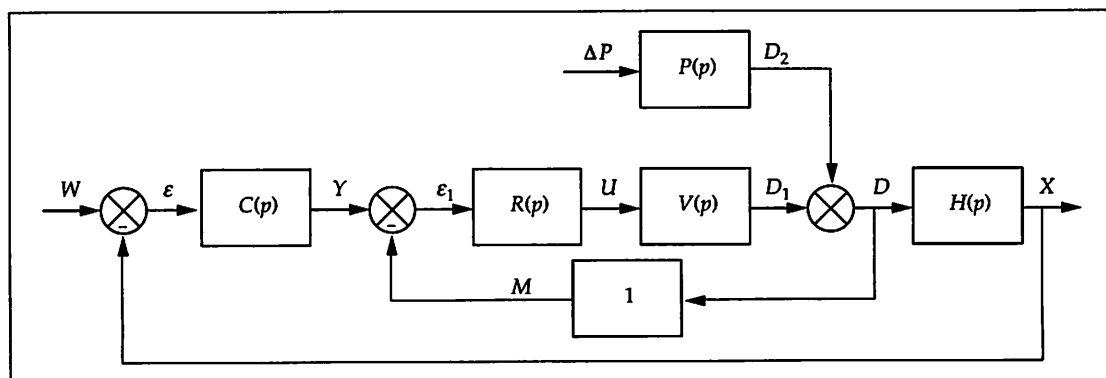 ΔP P(p) D₂
W ε C(p) Y ε₁ R(p) U V(p) D₁ D H(p) X
- -
M 1